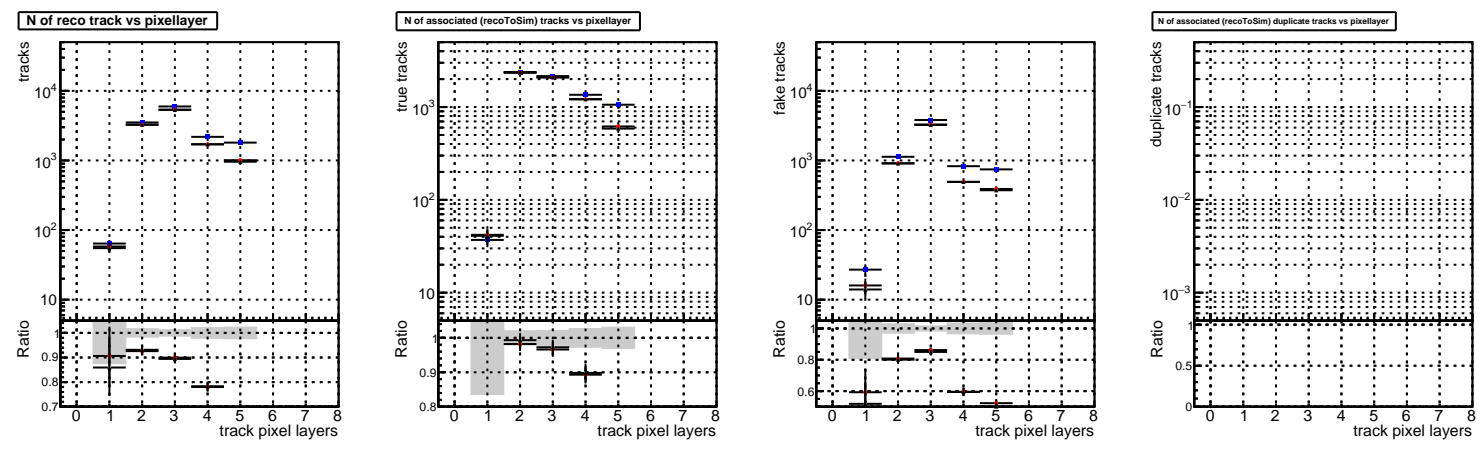 N of reco track vs pixellayer
tracks
10^4
10^3
10^2
10
Ratio
1
0.9
0.8
0.7
0 1 2 3 4 5 6 7 8
track pixel layers
N of associated (recoToSim) tracks vs pixellayer
true tracks
10^3
10^2
10
Ratio
1
0.9
0.8
0 1 2 3 4 5 6 7 8
track pixel layers
fake tracks
10^4
10^3
10^2
10
Ratio
1
0.8
0.6
0 1 2 3 4 5 6 7 8
track pixel layers
N of associated (recoToSim) duplicate tracks vs pixellayer
duplicate tracks
10^−1
10^−2
10^−3
Ratio
1
0.5
0
0 1 2 3 4 5 6 7 8
track pixel layers